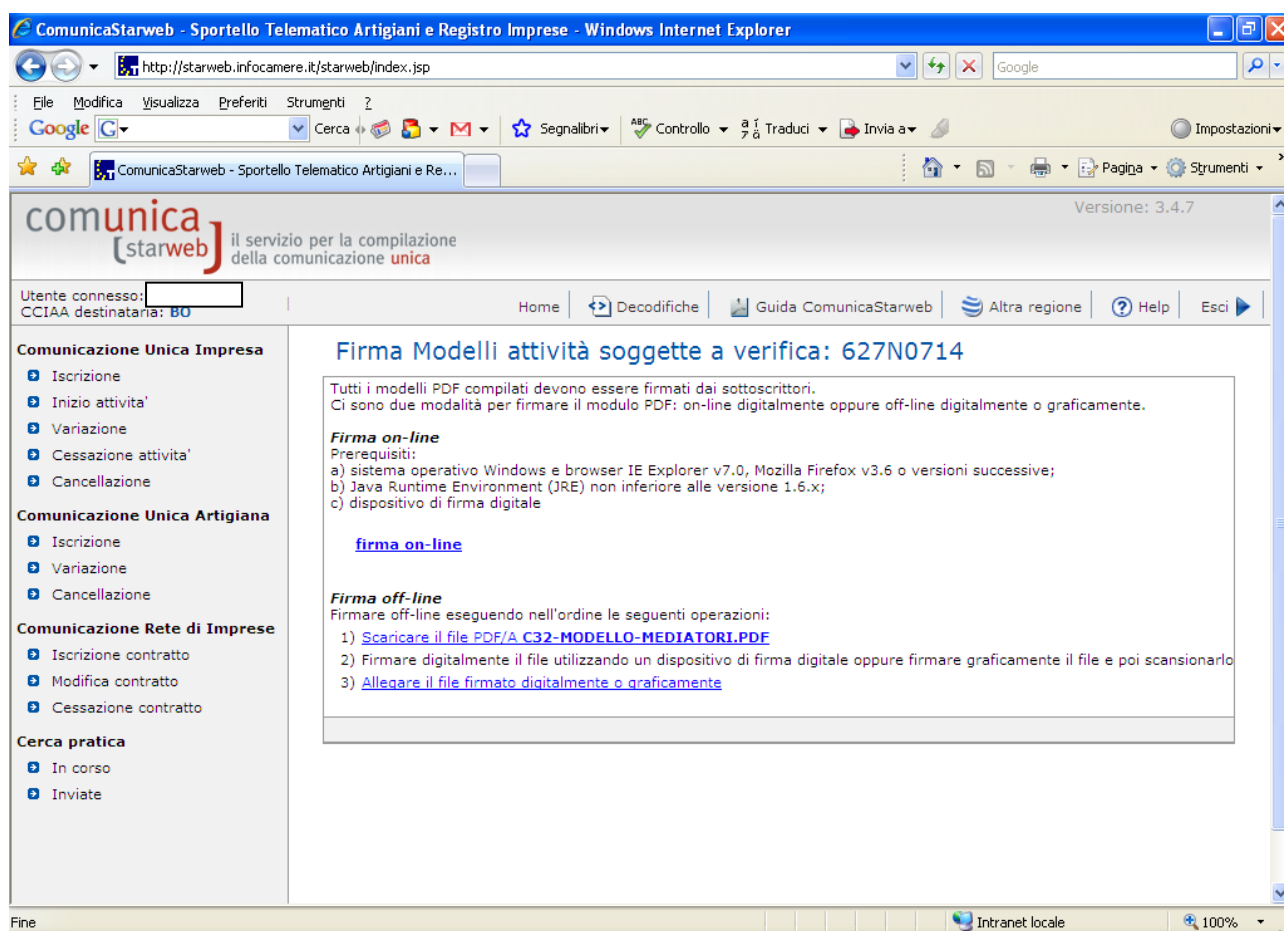 ComunicaStarweb - Sportello Telematico Artigiani e Registro Imprese - Windows Internet Explorer
http://starweb.infocamere.it/starweb/index.jsp
Google
File Modifica Visualizza Preferiti Strumenti ?
Google G Cerca Segnalibri ABC Controllo Traduci Invia a Impostazioni
ComunicaStarweb - Sportello Telematico Artigiani e Re...
Pagina Strumenti
Versione: 3.4.7
comunica
[starweb] il servizio per la compilazione
della comunicazione unica
Utente connesso:
CCIAA destinataria: BO
Home Decodifiche Guida ComunicaStarweb Altra regione Help Esci
Comunicazione Unica Impresa
Iscrizione
Inizio attivita'
Variazione
Cessazione attivita'
Cancellazione
Comunicazione Unica Artigiana
Iscrizione
Variazione
Cancellazione
Comunicazione Rete di Imprese
Iscrizione contratto
Modifica contratto
Cessazione contratto
Cerca pratica
In corso
Inviate
Firma Modelli attività soggette a verifica: 627N0714
Tutti i modelli PDF compilati devono essere firmati dai sottoscrittori.
Ci sono due modalità per firmare il modulo PDF: on-line digitalmente oppure off-line digitalmente o graficamente.
Firma on-line
Prerequisiti:
a) sistema operativo Windows e browser IE Explorer v7.0, Mozilla Firefox v3.6 o versioni successive;
b) Java Runtime Environment (JRE) non inferiore alle versione 1.6.x;
c) dispositivo di firma digitale
firma on-line
Firma off-line
Firmare off-line eseguendo nell'ordine le seguenti operazioni:
1) Scaricare il file PDF/A C32-MODELLO-MEDIATORI.PDF
2) Firmare digitalmente il file utilizzando un dispositivo di firma digitale oppure firmare graficamente il file e poi scansionarlo
3) Allegare il file firmato digitalmente o graficamente
Fine
Intranet locale
100%